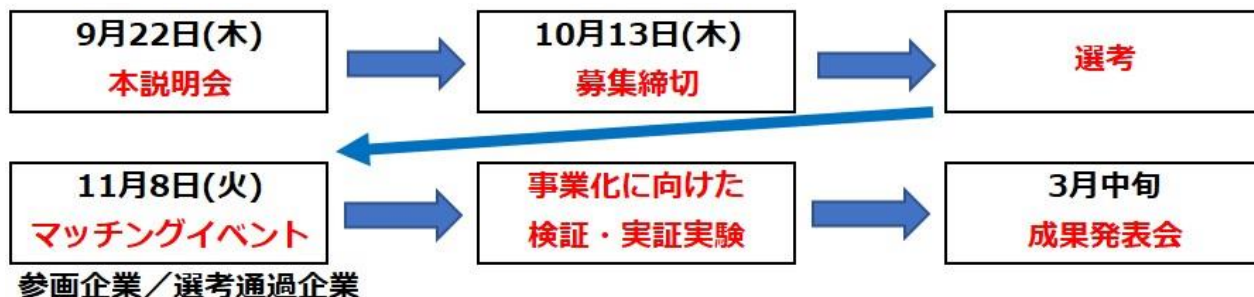 9月22日(木)
本説明会
10月13日(木)
募集締切
選考
11月8日(火)
マッチングイベント
事業化に向けた
検証・実証実験
3月中旬
成果発表会
参画企業／選考通過企業